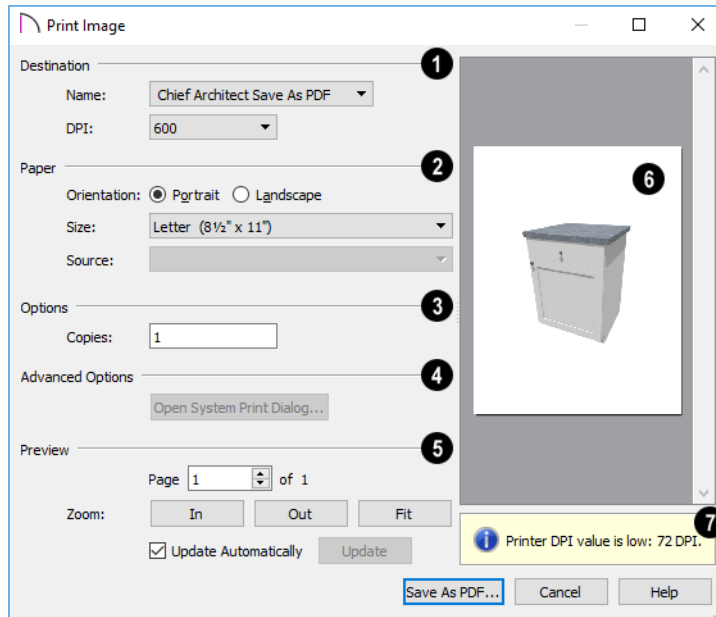 Print Image
Destination 1
Name: Chief Architect Save As PDF
DPI: 600
Paper 2
Orientation: Portrait Landscape
Size: Letter (8½" x 11")
Source:
Options 3
Copies: 1
Advanced Options 4
Open System Print Dialog...
Preview 5
Page 1 of 1
Zoom: In Out Fit
Update Automatically Update
6
7
Printer DPI value is low: 72 DPI.
Save As PDF... Cancel Help